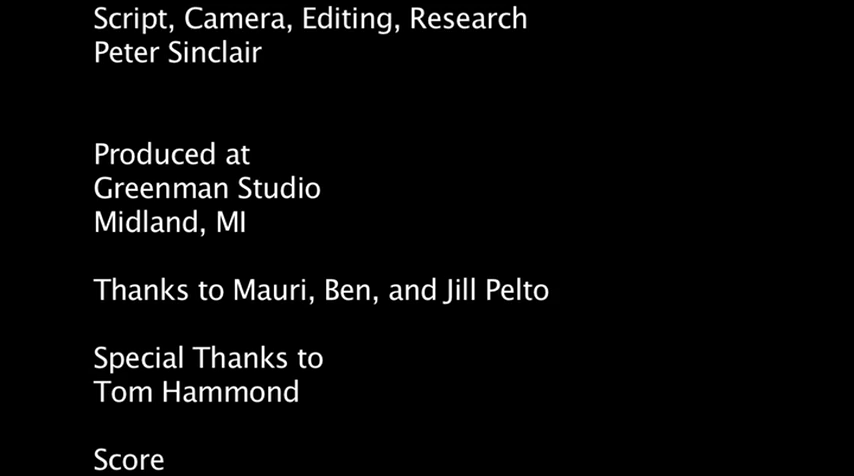 Script, Camera, Editing, Research
Peter Sinclair
Produced at
Greenman Studio
Midland, MI
Thanks to Mauri, Ben, and Jill Pelto
Special Thanks to
Tom Hammond
Score